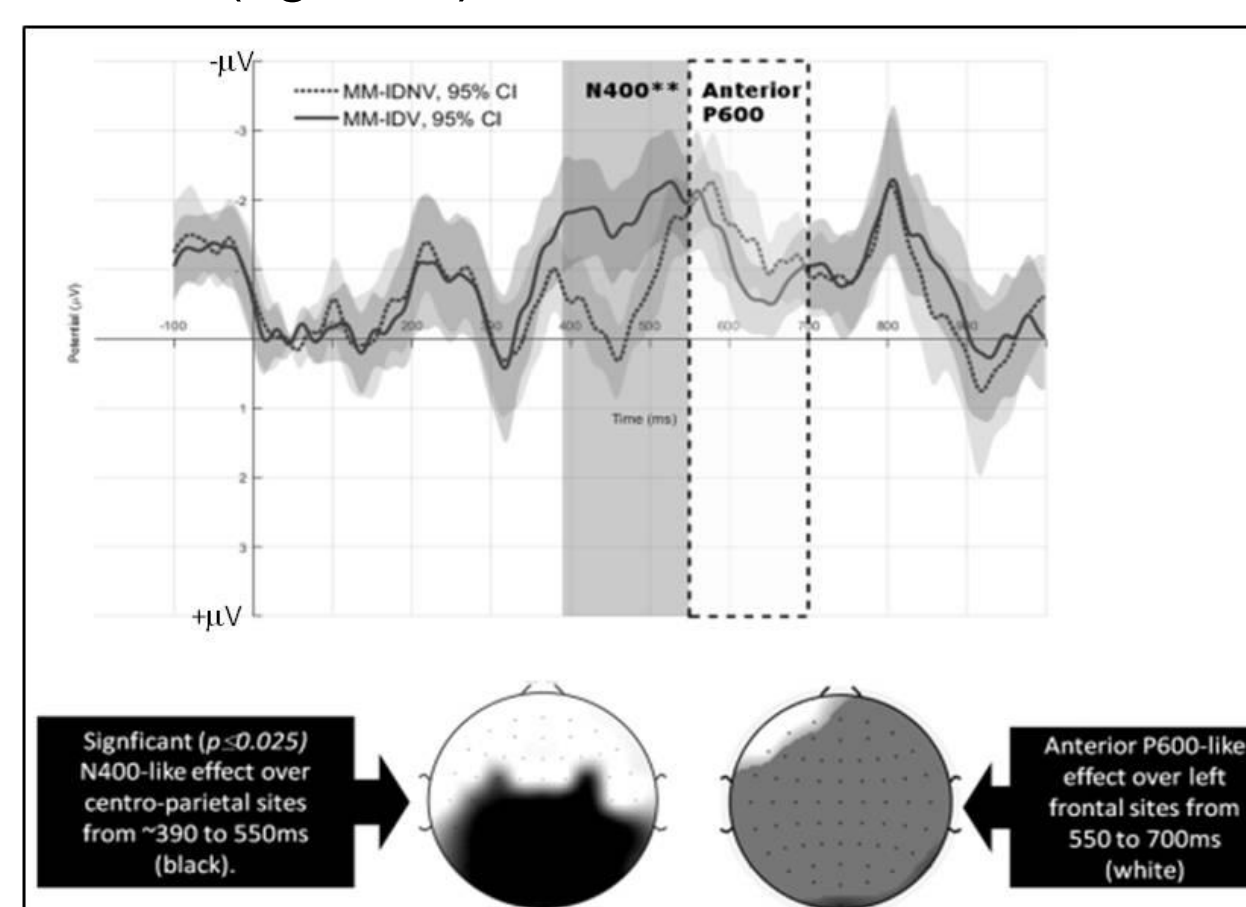 -μV
MM-IDNV, 95% CI
MM-IDV, 95% CI
N400**
Anterior
P600
-3
-2
Potential (μV)
-100
200
300
400
500
600
700
800
900
1
Time (ms)
2
3
+μV
Signficant (p≤0.025)
N400-like effect over
centro-parietal sites
from ~390 to 550ms
(black).
Anterior P600-like
effect over left
frontal sites from
550 to 700ms
(white)